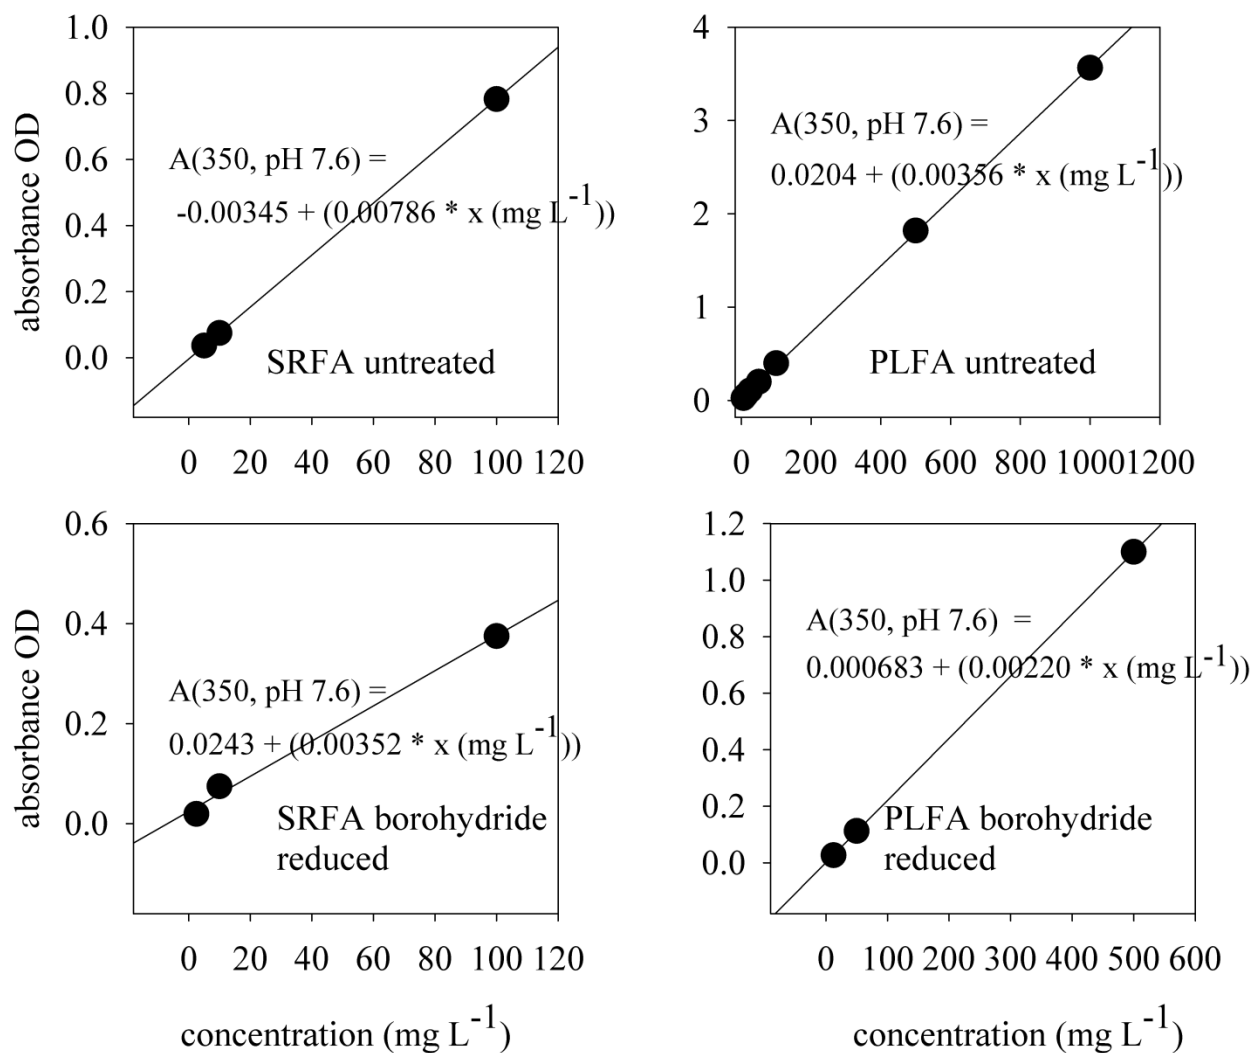 absorbance OD
1.0
0.8
0.6
0.4
0.2
0.0
A(350, pH 7.6) =
-0.00345 + (0.00786 * x (mg L-1))
SRFA untreated
0 20 40 60 80 100 120
4
3
2
1
0
A(350, pH 7.6) =
0.0204 + (0.00356 * x (mg L-1))
PLFA untreated
0 200 400 600 800 1000 1200
absorbance OD
0.6
0.4
0.2
0.0
A(350, pH 7.6) =
0.0243 + (0.00352 * x (mg L-1))
SRFA borohydride
reduced
0 20 40 60 80 100 120
concentration (mg L-1)
1.2
1.0
0.8
0.6
0.4
0.2
0.0
A(350, pH 7.6) =
0.000683 + (0.00220 * x (mg L-1))
PLFA borohydride
reduced
0 100 200 300 400 500 600
concentration (mg L-1)